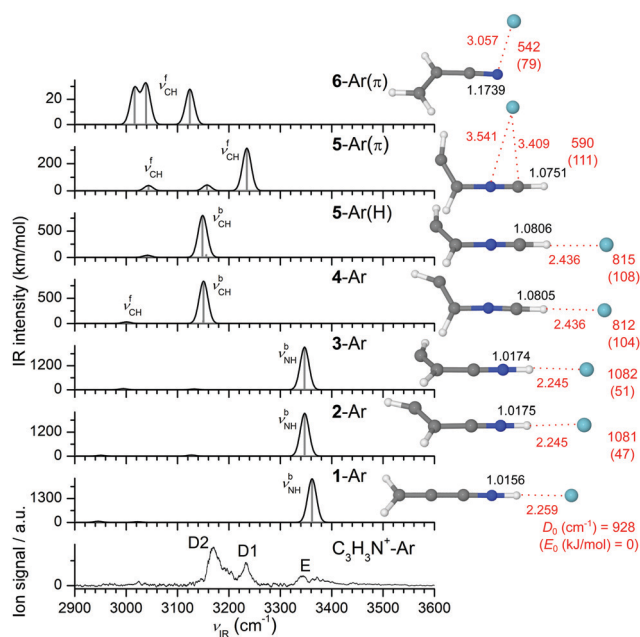 3.057
542
(79)
1.1739
6-Ar(π)
ν^f_CH
20
0
3.541
3.409
590
(111)
1.0751
5-Ar(π)
ν^f_CH
ν^f_CH
200
0
5-Ar(H)
ν^b_CH
500
0
1.0806
2.436
815
(108)
4-Ar
ν^b_CH
ν^f_CH
500
0
1.0805
2.436
812
(104)
3-Ar
ν^b_NH
1200
0
1.0174
2.245
1082
(51)
2-Ar
ν^b_NH
1200
0
1.0175
2.245
1081
(47)
1-Ar
ν^b_NH
1300
0
1.0156
2.259
D₀ (cm⁻¹) = 928
(E₀ (kJ/mol) = 0)
IR intensity (km/mol)
C₃H₃N⁺-Ar
D2
D1
E
0
Ion signal / a.u.
2900 3000 3100 3200 3300 3400 3500 3600
ν_IR (cm⁻¹)